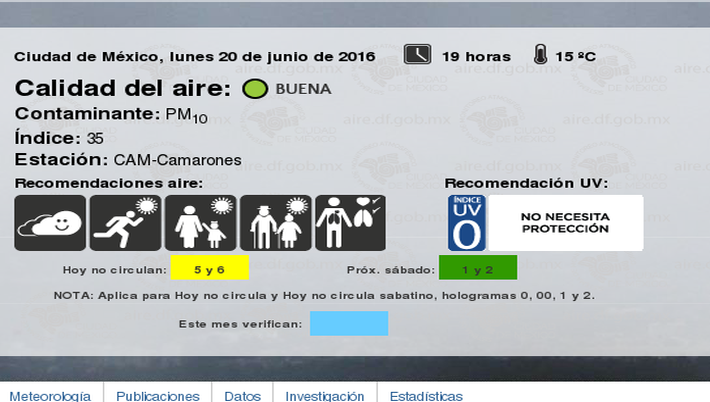 Ciudad de México, lunes 20 de junio de 2016 19 horas 15 ºC
Calidad del aire: BUENA
Contaminante: PM10
Índice: 35
Estación: CAM-Camarones
Recomendaciones aire: Recomendación UV:
ÍNDICE
UV
0
NO NECESITA
PROTECCIÓN
Hoy no circulan: 5 y 6 Próx. sábado: 1 y 2
NOTA: Aplica para Hoy no circula y Hoy no circula sabatino, hologramas 0, 00, 1 y 2.
Este mes verifican:
Meteorología Publicaciones Datos Investigación Estadísticas